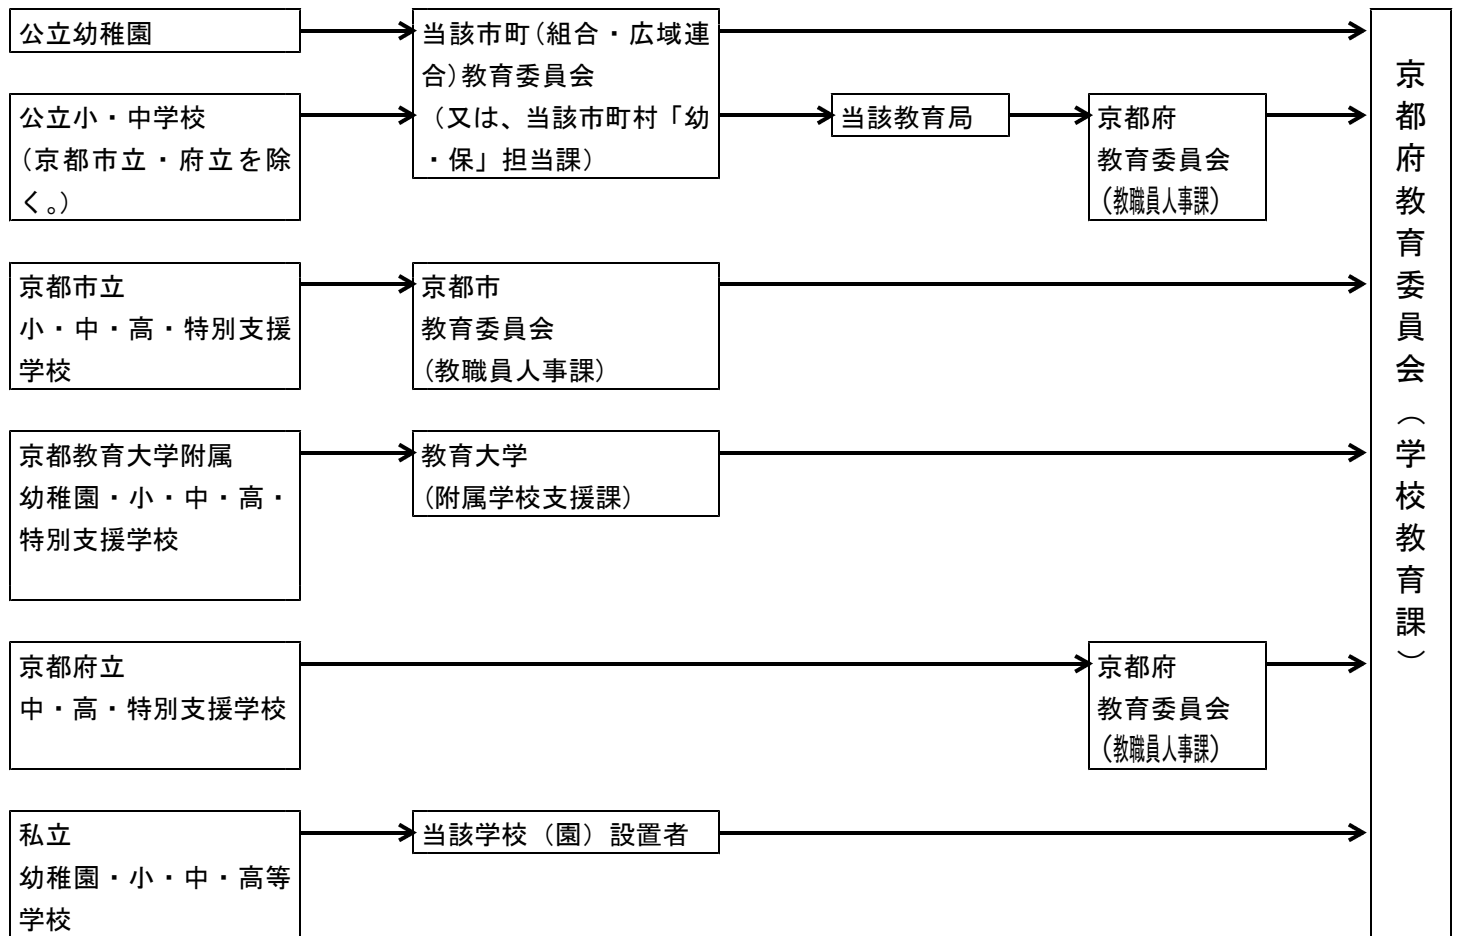 公立幼稚園
当該市町(組合・広域連
合)教育委員会
(又は、当該市町村「幼
・保」担当課)
公立小・中学校
(京都市立・府立を除
く。)
当該教育局
京都府
教育委員会
(教職員人事課)
京都市立
小・中・高・特別支援
学校
京都市
教育委員会
(教職員人事課)
京都教育大学附属
幼稚園・小・中・高・
特別支援学校
教育大学
(附属学校支援課)
京都府立
中・高・特別支援学校
京都府
教育委員会
(教職員人事課)
私立
幼稚園・小・中・高等
学校
当該学校（園）設置者
京都府教育委員会（学校教育課）